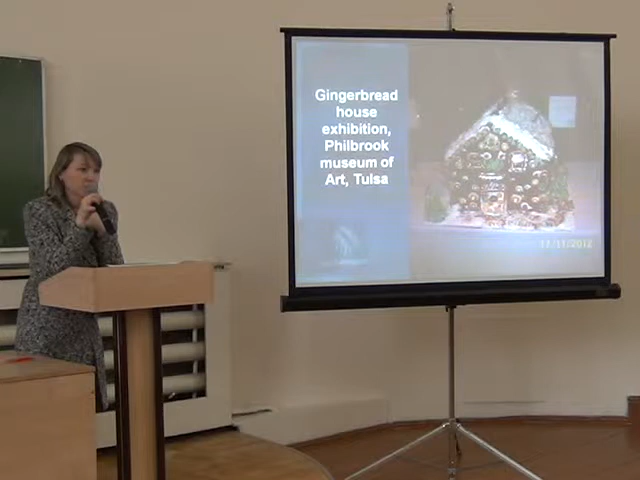 Gingerbread
house
exhibition,
Philbrook
museum of
Art, Tulsa
11/11/2012